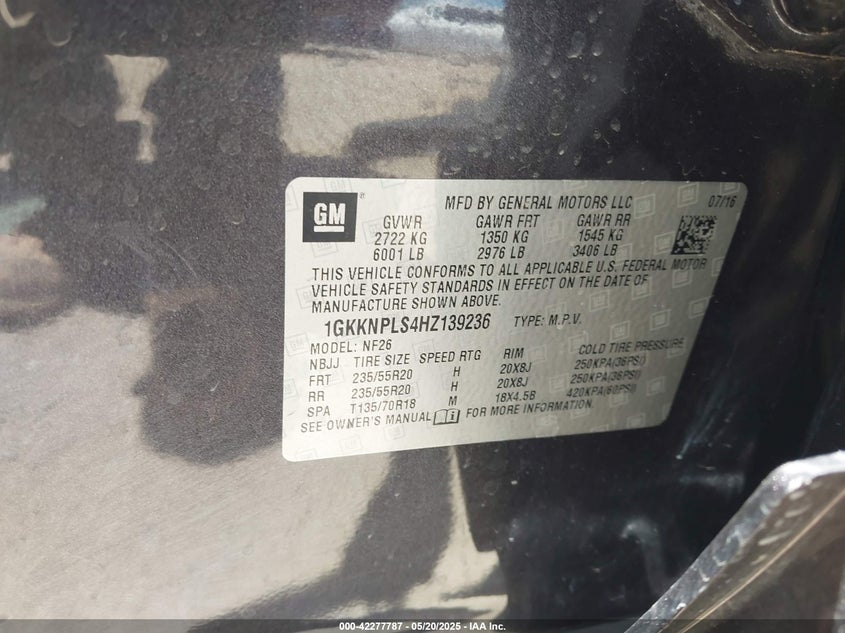 GM
MFD BY GENERAL MOTORS LLC 07/16
GVWR GAWR FRT GAWR RR
2722 KG 1350 KG 1545 KG
6001 LB 2976 LB 3406 LB
THIS VEHICLE CONFORMS TO ALL APPLICABLE U.S. FEDERAL MOTOR
VEHICLE SAFETY STANDARDS IN EFFECT ON THE DATE OF
MANUFACTURE SHOWN ABOVE.
1GKKNPLS4HZ139236 TYPE: M.P.V.
MODEL: NF26
NBJJ TIRE SIZE SPEED RTG RIM COLD TIRE PRESSURE
FRT 235/55R20 H 20X8J 250KPA(36PSI)
RR 235/55R20 H 20X8J 250KPA(36PSI)
SPA T135/70R18 M 18X4.5B 420KPA(60PSI)
SEE OWNER'S MANUAL FOR MORE INFORMATION.
000-42277787 - 05/20/2025 - IAA Inc.